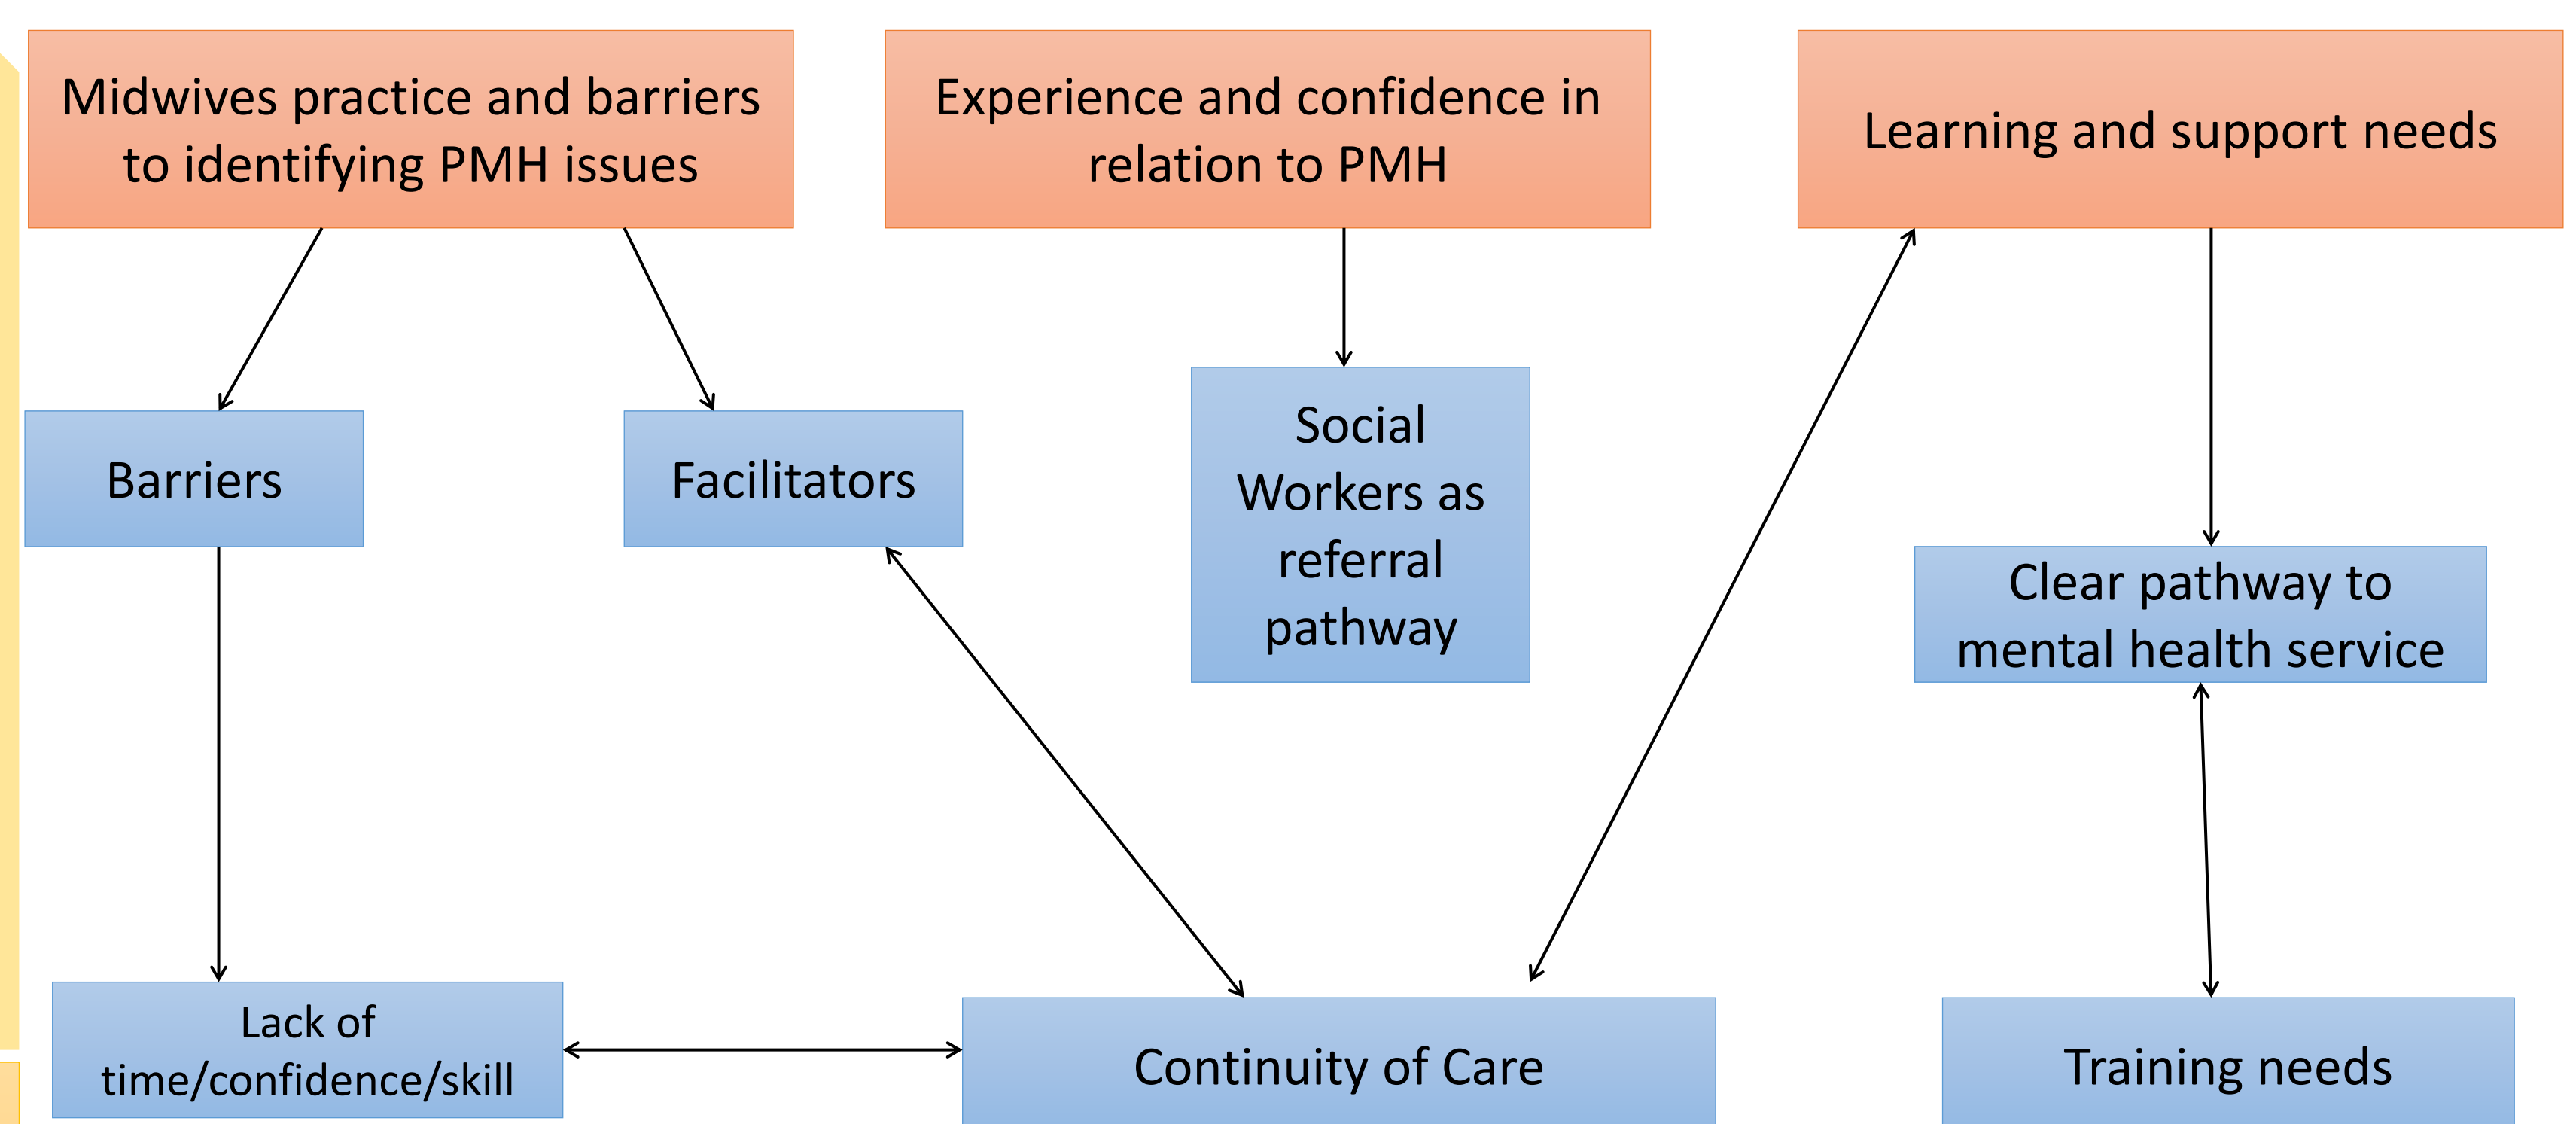 Midwives practice and barriers
to identifying PMH issues
Experience and confidence in
relation to PMH
Learning and support needs
Barriers
Facilitators
Social
Workers as
referral
pathway
Clear pathway to
mental health service
Lack of
time/confidence/skill
Continuity of Care
Training needs